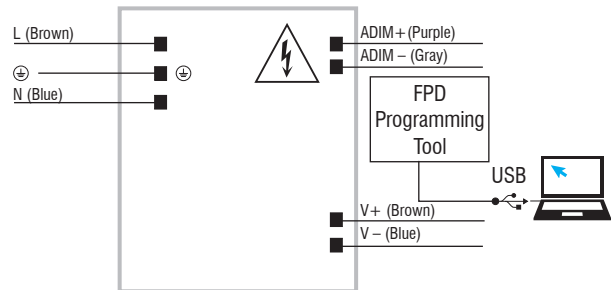 L (Brown)
N (Blue)
ADIM+(Purple)
ADIM – (Gray)
FPD
Programming
Tool
USB
V+ (Brown)
V – (Blue)